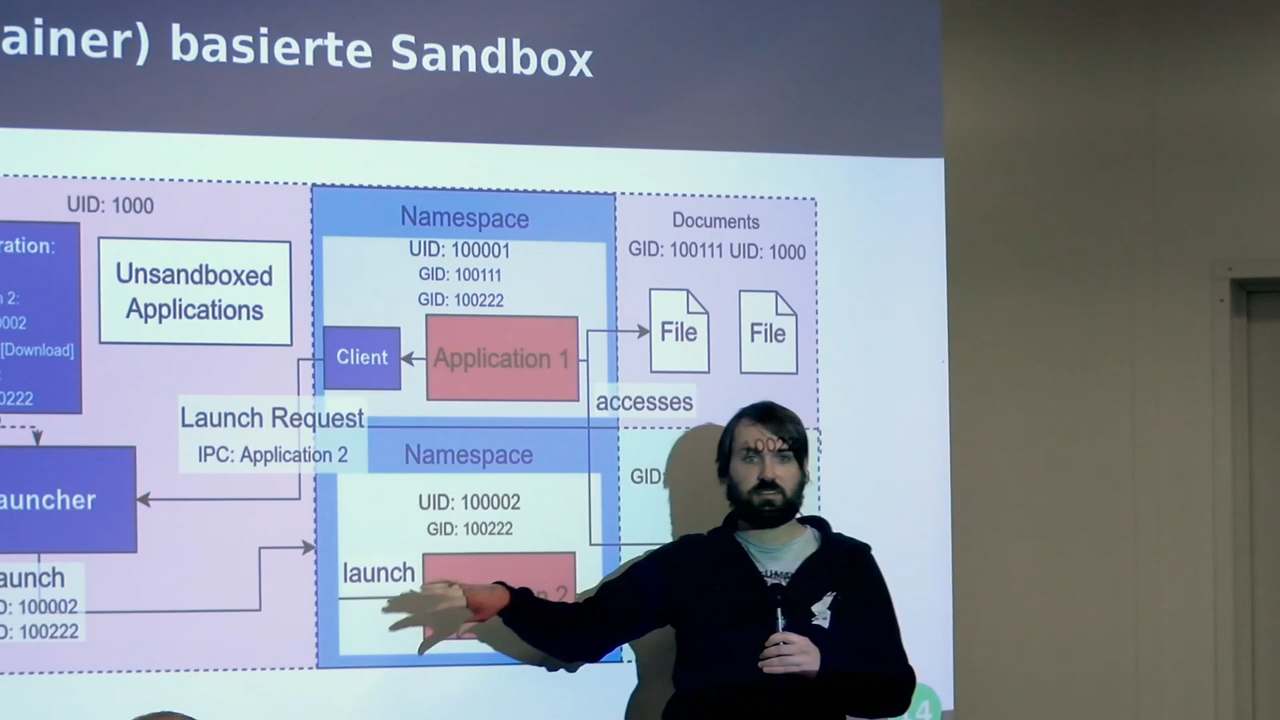 ainer) basierte Sandbox
UID: 1000
ration:
n 2:
0002
[Download]
:
0222
Unsandboxed
Applications
Namespace
UID: 100001
GID: 100111
GID: 100222
Client
Application 1
Documents
GID: 100111 UID: 1000
File
File
accesses
Launch Request
IPC: Application 2
Namespace
UID: 100002
GID: 100222
launch
n 2
GID:
auncher
aunch
D: 100002
D: 100222